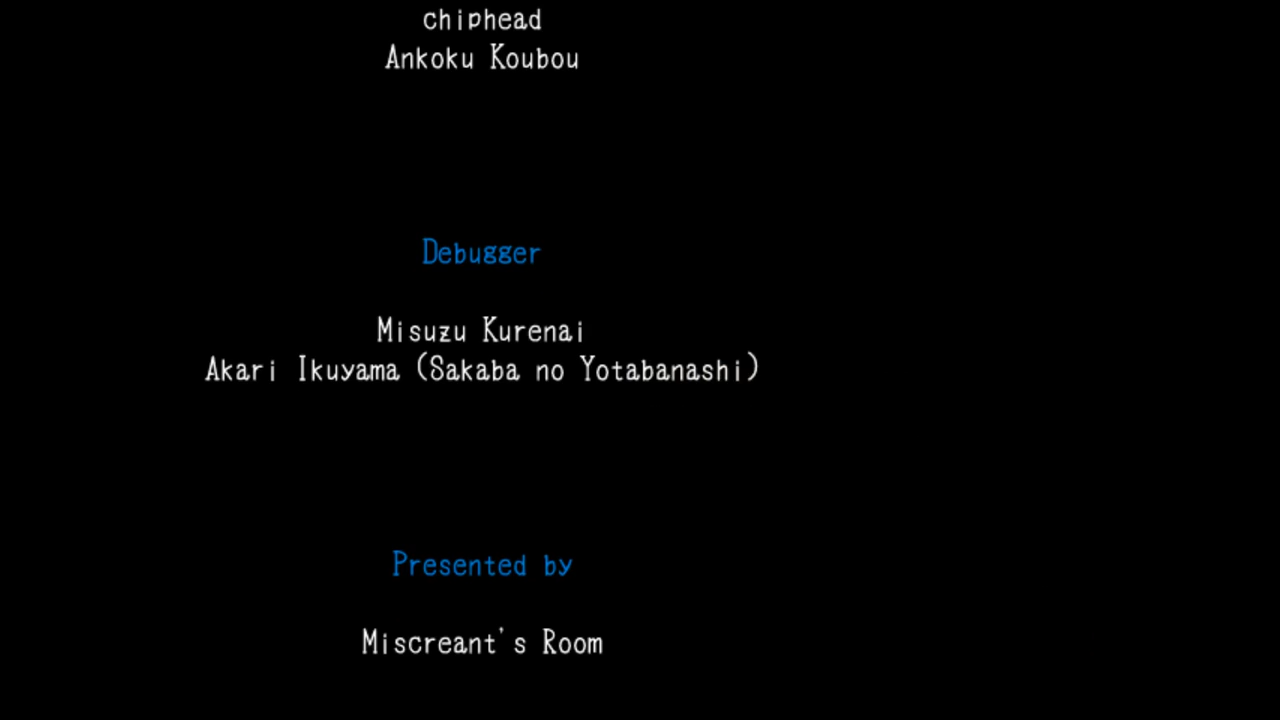 chiphead
Ankoku Koubou
Debugger
Misuzu Kurenai
Akari Ikuyama (Sakaba no Yotabanashi)
Presented by
Miscreant's Room